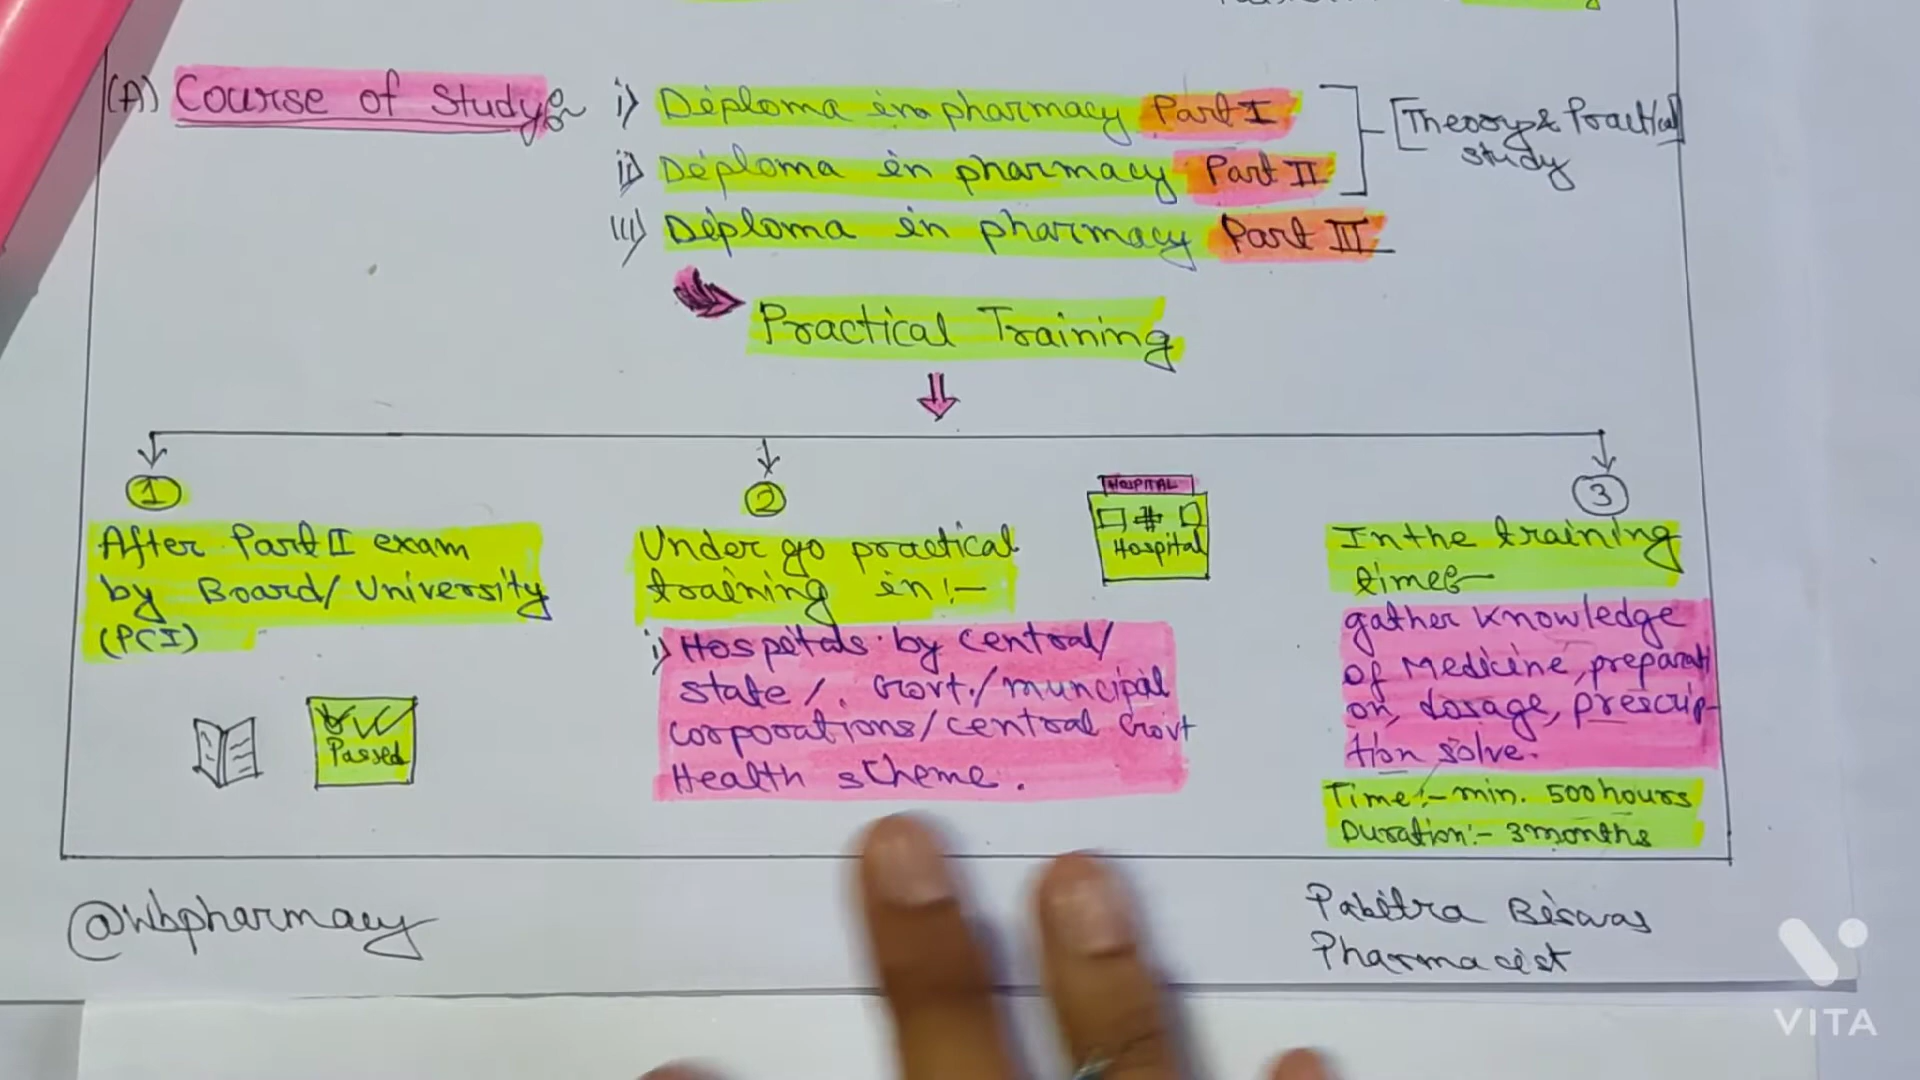 (A) Course of Study:~ i) Diploma in pharmacy Part I
[Theory & Practical]
study
ii) Diploma in pharmacy Part II
iii) Diploma in pharmacy Part III
Practical Training
1
After Part II exam
by Board/University
(PCI)
Passed
2
Under go practical
training in:-
i) Hospitals by central/
state/. Govt./muncipal
corporations/central Govt
Health scheme.
HOSPITAL
Hospital
3
In the training
time:-
gather knowledge
of Medicine, preparati
on, dosage, prescrip-
tion solve.
Time:- min. 500 hours
Duration:- 3 months
@wbpharmacy
Pabitra Biswas
Pharmacist
VITA